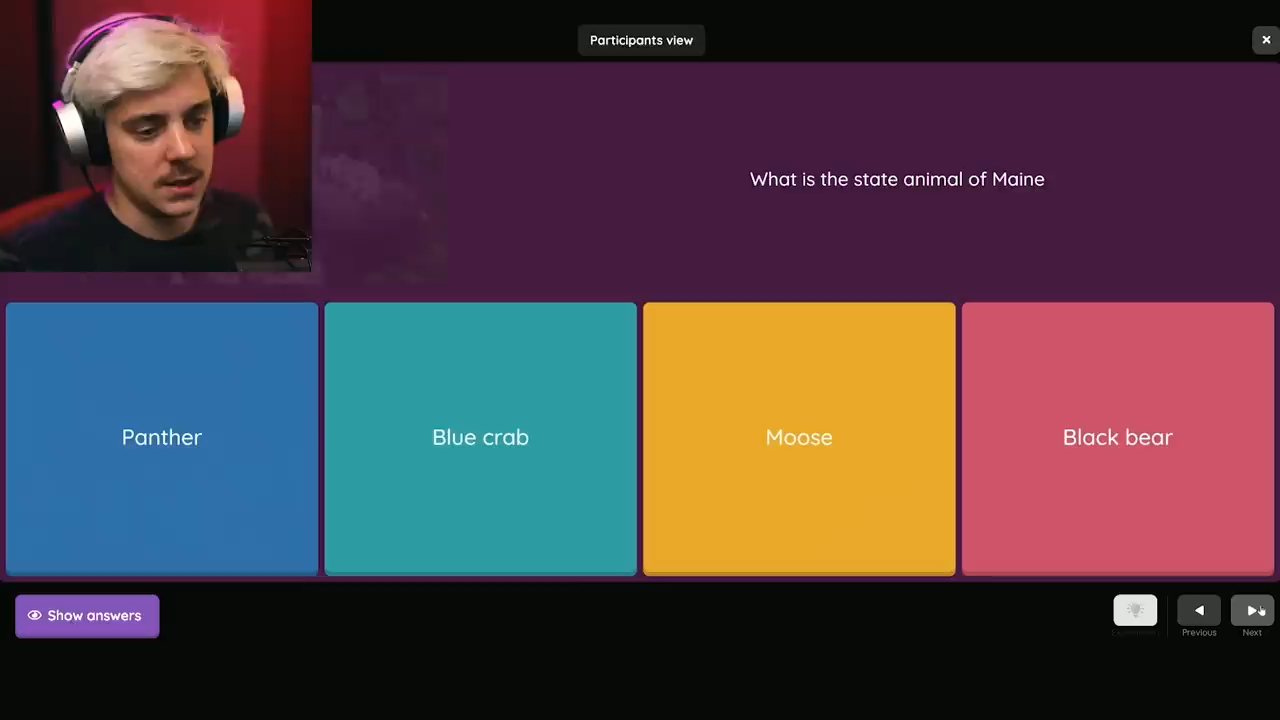 Participants view
What is the state animal of Maine
Panther
Blue crab
Moose
Black bear
Show answers
Previous
Next